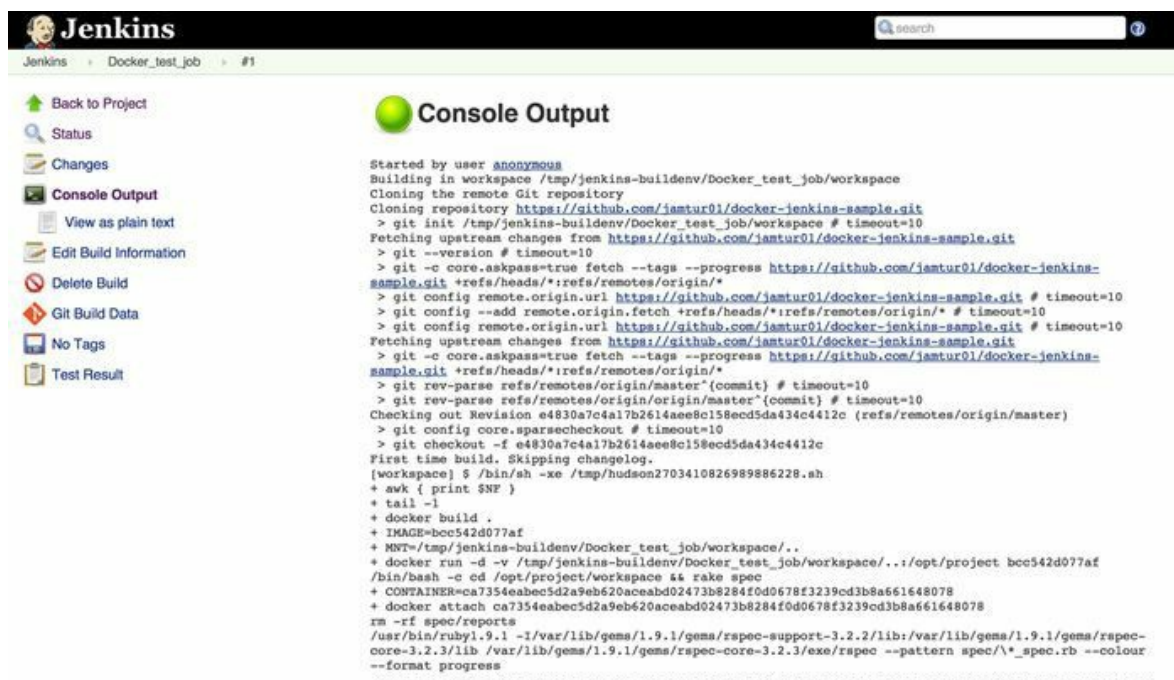 Jenkins
search
Jenkins
Docker_test_job
#1
Back to Project
Status
Changes
Console Output
View as plain text
Edit Build Information
Delete Build
Git Build Data
No Tags
Test Result
Console Output
Started by user anonymous
Building in workspace /tmp/jenkins-buildenv/Docker_test_job/workspace
Cloning the remote Git repository
Cloning repository https://github.com/jamtur01/docker-jenkins-sample.git
 > git init /tmp/jenkins-buildenv/Docker_test_job/workspace # timeout=10
Fetching upstream changes from https://github.com/jamtur01/docker-jenkins-sample.git
 > git --version # timeout=10
 > git -c core.askpass=true fetch --tags --progress https://github.com/jamtur01/docker-jenkins-
sample.git +refs/heads/*:refs/remotes/origin/*
 > git config remote.origin.url https://github.com/jamtur01/docker-jenkins-sample.git # timeout=10
 > git config --add remote.origin.fetch +refs/heads/*:refs/remotes/origin/* # timeout=10
 > git config remote.origin.url https://github.com/jamtur01/docker-jenkins-sample.git # timeout=10
Fetching upstream changes from https://github.com/jamtur01/docker-jenkins-sample.git
 > git -c core.askpass=true fetch --tags --progress https://github.com/jamtur01/docker-jenkins-
sample.git +refs/heads/*:refs/remotes/origin/*
 > git rev-parse refs/remotes/origin/master^{commit} # timeout=10
 > git rev-parse refs/remotes/origin/origin/master^{commit} # timeout=10
Checking out Revision e4830a7c4a17b2614aee8c158ecd5da434c4412c (refs/remotes/origin/master)
 > git config core.sparsecheckout # timeout=10
 > git checkout -f e4830a7c4a17b2614aee8c158ecd5da434c4412c
First time build. Skipping changelog.
[workspace] $ /bin/sh -xe /tmp/hudson2703410826989886228.sh
+ awk { print $NF }
+ tail -1
+ docker build .
+ IMAGE=bcc542d077af
+ MNT=/tmp/jenkins-buildenv/Docker_test_job/workspace/..
+ docker run -d -v /tmp/jenkins-buildenv/Docker_test_job/workspace/..:/opt/project bcc542d077af
/bin/bash -c cd /opt/project/workspace && rake spec
+ CONTAINER=ca7354eabec5d2a9eb620aceabd02473b8284f0d0678f3239cd3b8a661648078
+ docker attach ca7354eabec5d2a9eb620aceabd02473b8284f0d0678f3239cd3b8a661648078
rm -rf spec/reports
/usr/bin/ruby1.9.1 -I/var/lib/gems/1.9.1/gems/rspec-support-3.2.2/lib:/var/lib/gems/1.9.1/gems/rspec-
core-3.2.3/lib /var/lib/gems/1.9.1/gems/rspec-core-3.2.3/exe/rspec --pattern spec/\*_spec.rb --colour
--format progress